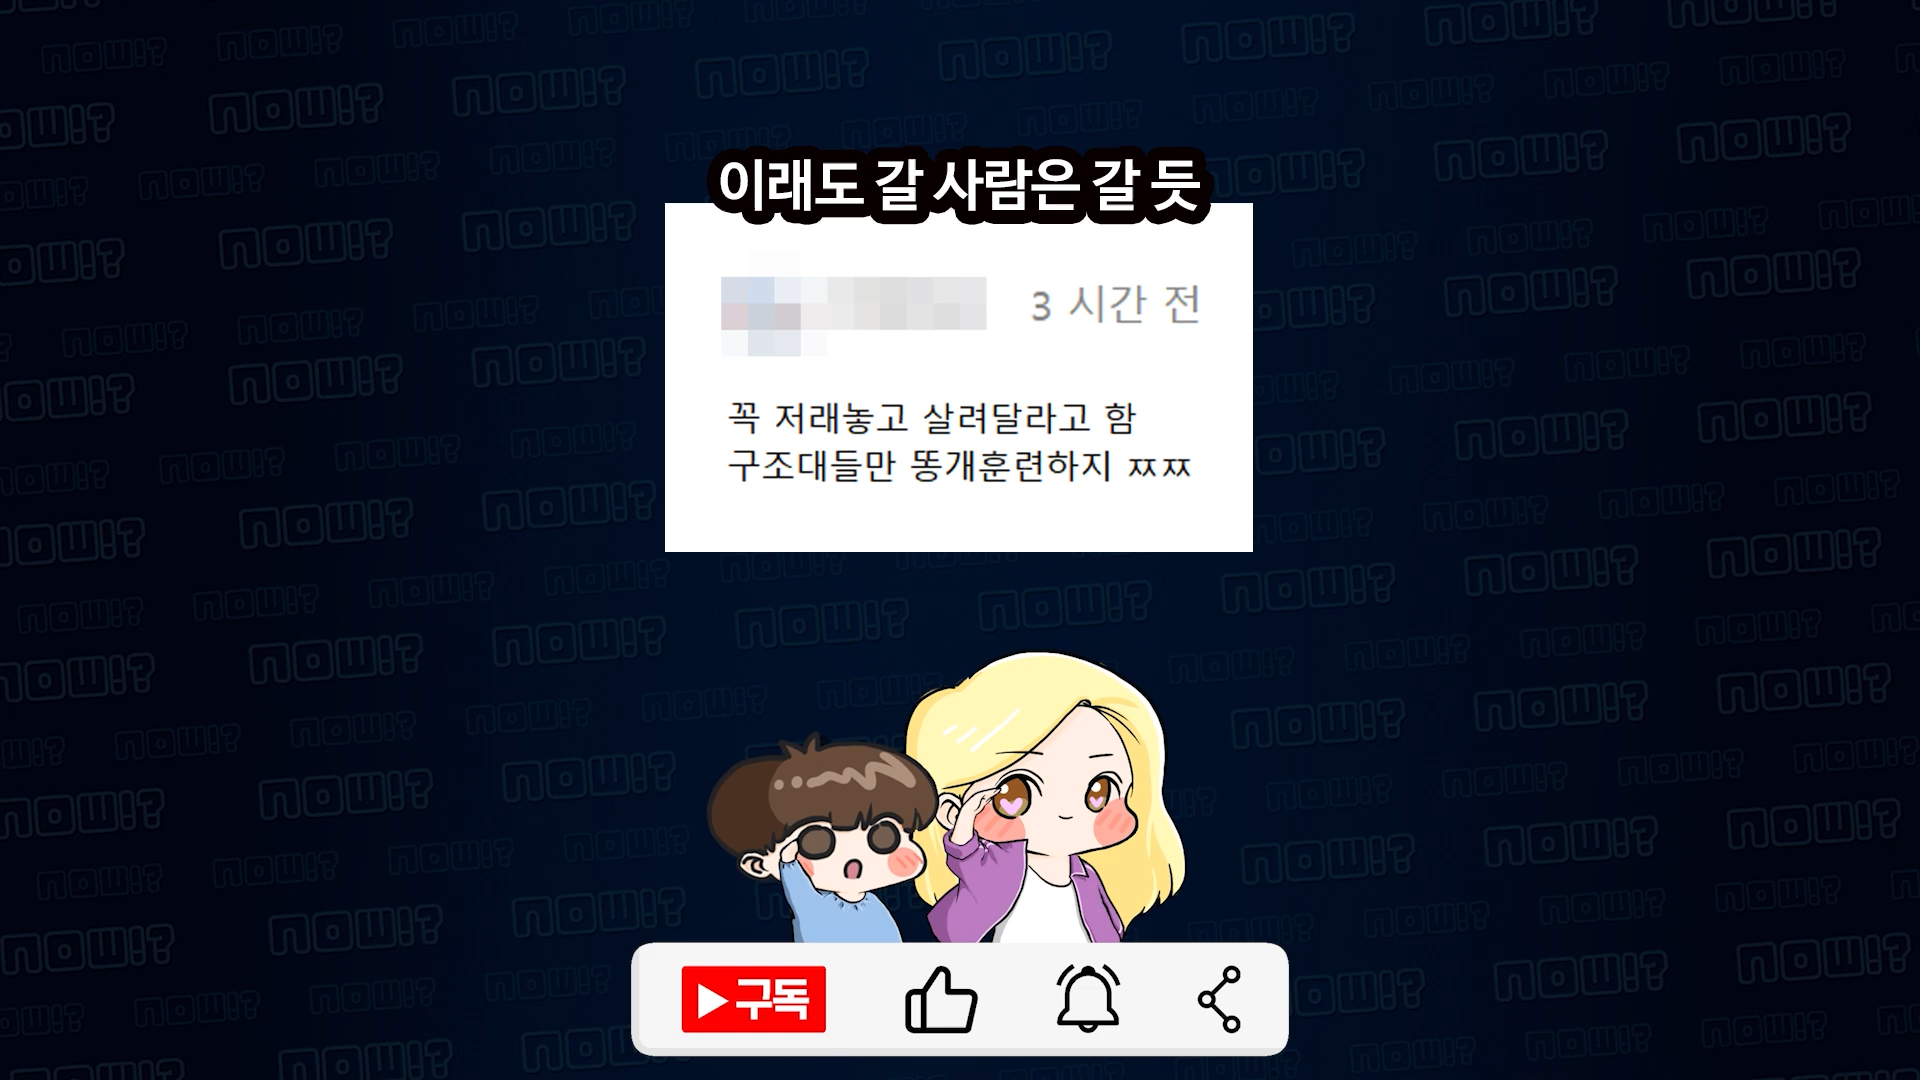 이래도 갈 사람은 갈 듯
3 시간 전
꼭 저래놓고 살려달라고 함
구조대들만 똥개훈련하지 ㅉㅉ
구독
now!?